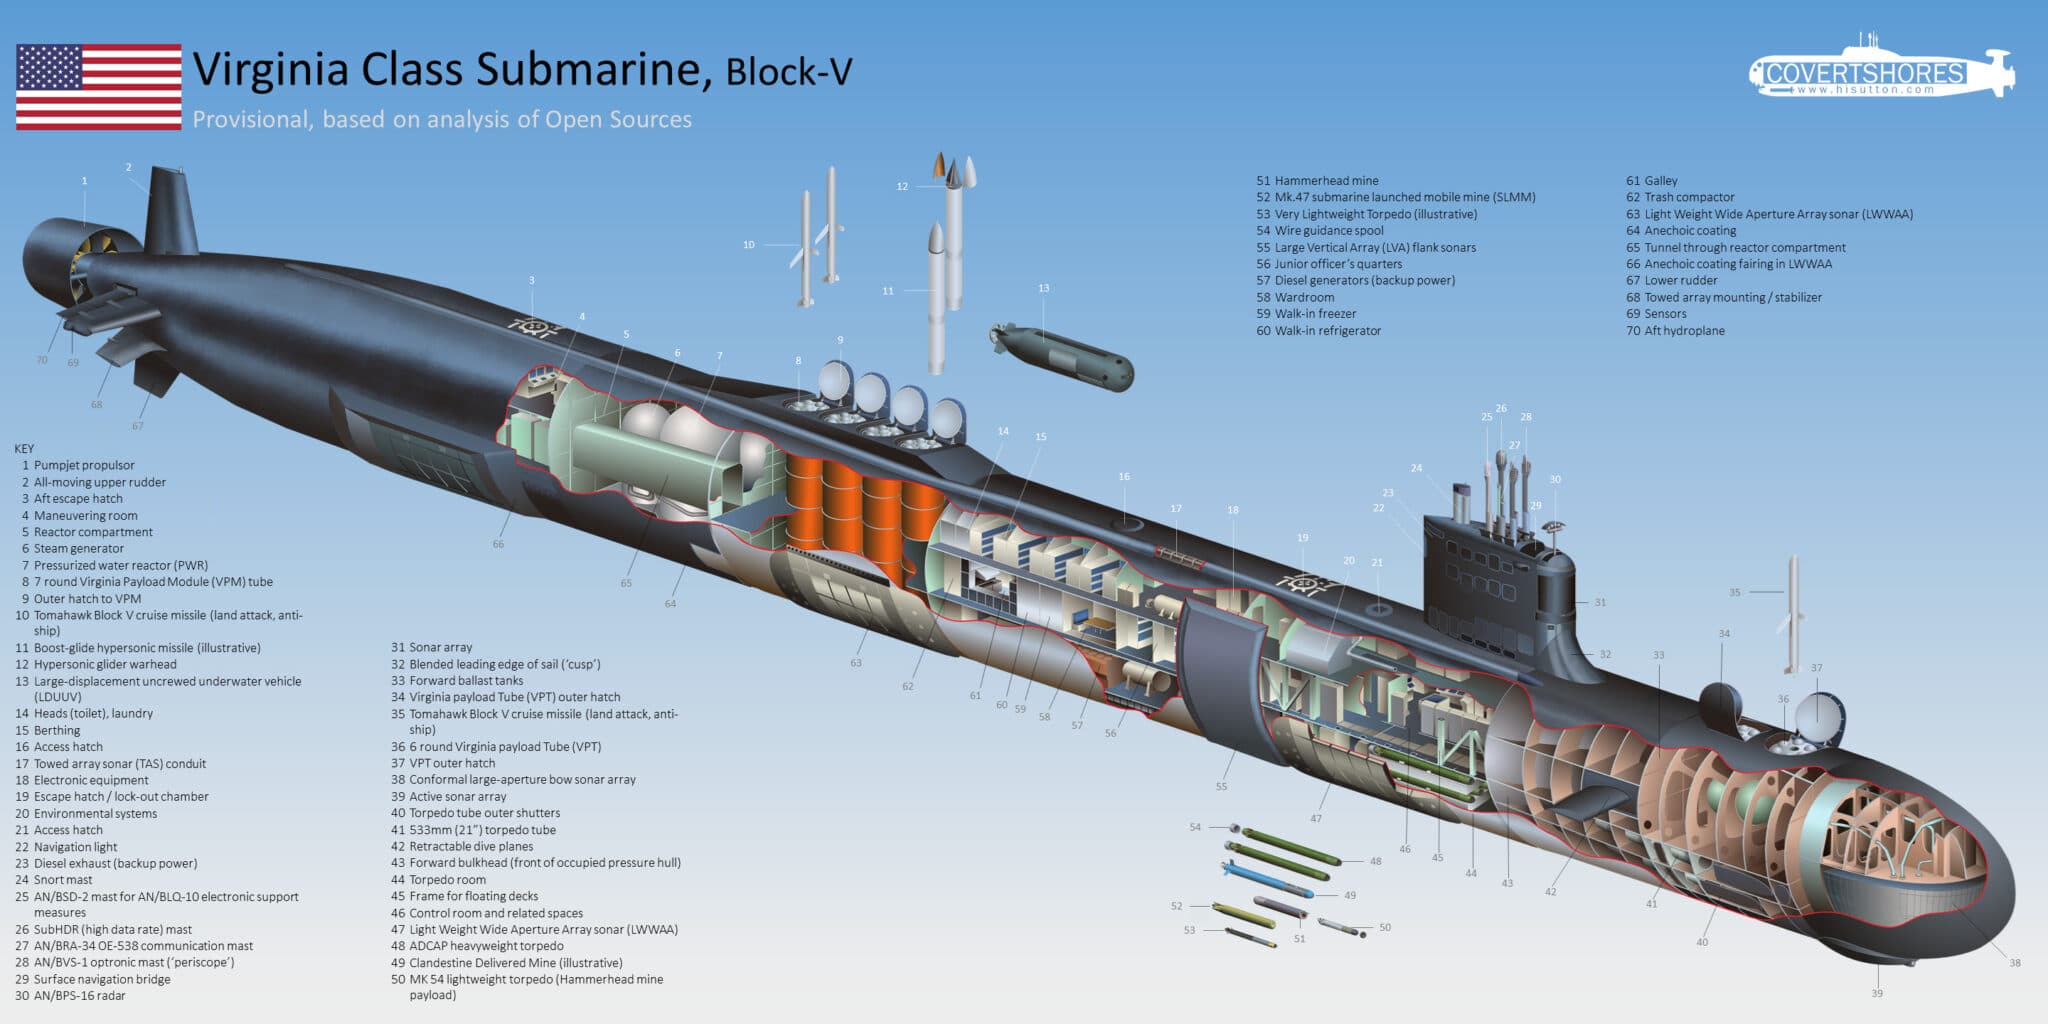 Virginia Class Submarine, Block-V
Provisional, based on analysis of Open Sources
COVERTSHORES
www.hisutton.com
1
2
3
4
5
6
7
8
9
10
11
12
13
14
15
16
17
18
19
20
21
22
23
24
25
26
27
28
29
30
31
32
33
34
35
36
37
38
39
40
41
42
43
44
45
46
47
48
49
50
51
52
53
54
55
56
57
58
59
60
61
62
63
64
65
66
67
68
69
70
KEY
1 Pumpjet propulsor
2 All-moving upper rudder
3 Aft escape hatch
4 Maneuvering room
5 Reactor compartment
6 Steam generator
7 Pressurized water reactor (PWR)
8 7 round Virginia Payload Module (VPM) tube
9 Outer hatch to VPM
10 Tomahawk Block V cruise missile (land attack, anti-
ship)
11 Boost-glide hypersonic missile (illustrative)
12 Hypersonic glider warhead
13 Large-displacement uncrewed underwater vehicle
(LDUUV)
14 Heads (toilet), laundry
15 Berthing
16 Access hatch
17 Towed array sonar (TAS) conduit
18 Electronic equipment
19 Escape hatch / lock-out chamber
20 Environmental systems
21 Access hatch
22 Navigation light
23 Diesel exhaust (backup power)
24 Snort mast
25 AN/BSD-2 mast for AN/BLQ-10 electronic support
measures
26 SubHDR (high data rate) mast
27 AN/BRA-34 OE-538 communication mast
28 AN/BVS-1 optronic mast (‘periscope’)
29 Surface navigation bridge
30 AN/BPS-16 radar
31 Sonar array
32 Blended leading edge of sail (‘cusp’)
33 Forward ballast tanks
34 Virginia payload Tube (VPT) outer hatch
35 Tomahawk Block V cruise missile (land attack, anti-
ship)
36 6 round Virginia payload Tube (VPT)
37 VPT outer hatch
38 Conformal large-aperture bow sonar array
39 Active sonar array
40 Torpedo tube outer shutters
41 533mm (21”) torpedo tube
42 Retractable dive planes
43 Forward bulkhead (front of occupied pressure hull)
44 Torpedo room
45 Frame for floating decks
46 Control room and related spaces
47 Light Weight Wide Aperture Array sonar (LWWAA)
48 ADCAP heavyweight torpedo
49 Clandestine Delivered Mine (illustrative)
50 MK 54 lightweight torpedo (Hammerhead mine
payload)
51 Hammerhead mine
52 Mk.47 submarine launched mobile mine (SLMM)
53 Very Lightweight Torpedo (illustrative)
54 Wire guidance spool
55 Large Vertical Array (LVA) flank sonars
56 Junior officer’s quarters
57 Diesel generators (backup power)
58 Wardroom
59 Walk-in freezer
60 Walk-in refrigerator
61 Galley
62 Trash compactor
63 Light Weight Wide Aperture Array sonar (LWWAA)
64 Anechoic coating
65 Tunnel through reactor compartment
66 Anechoic coating fairing in LWWAA
67 Lower rudder
68 Towed array mounting / stabilizer
69 Sensors
70 Aft hydroplane